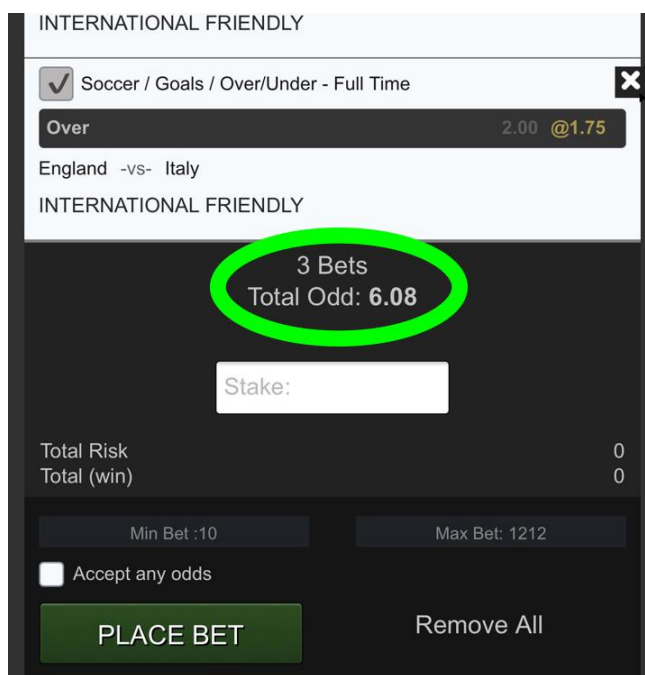 INTERNATIONAL FRIENDLY
Soccer / Goals / Over/Under - Full Time
Over 2.00 @1.75
England -vs- Italy
INTERNATIONAL FRIENDLY
3 Bets
Total Odd: 6.08
Stake:
Total Risk 0
Total (win) 0
Min Bet :10 Max Bet: 1212
Accept any odds
PLACE BET Remove All